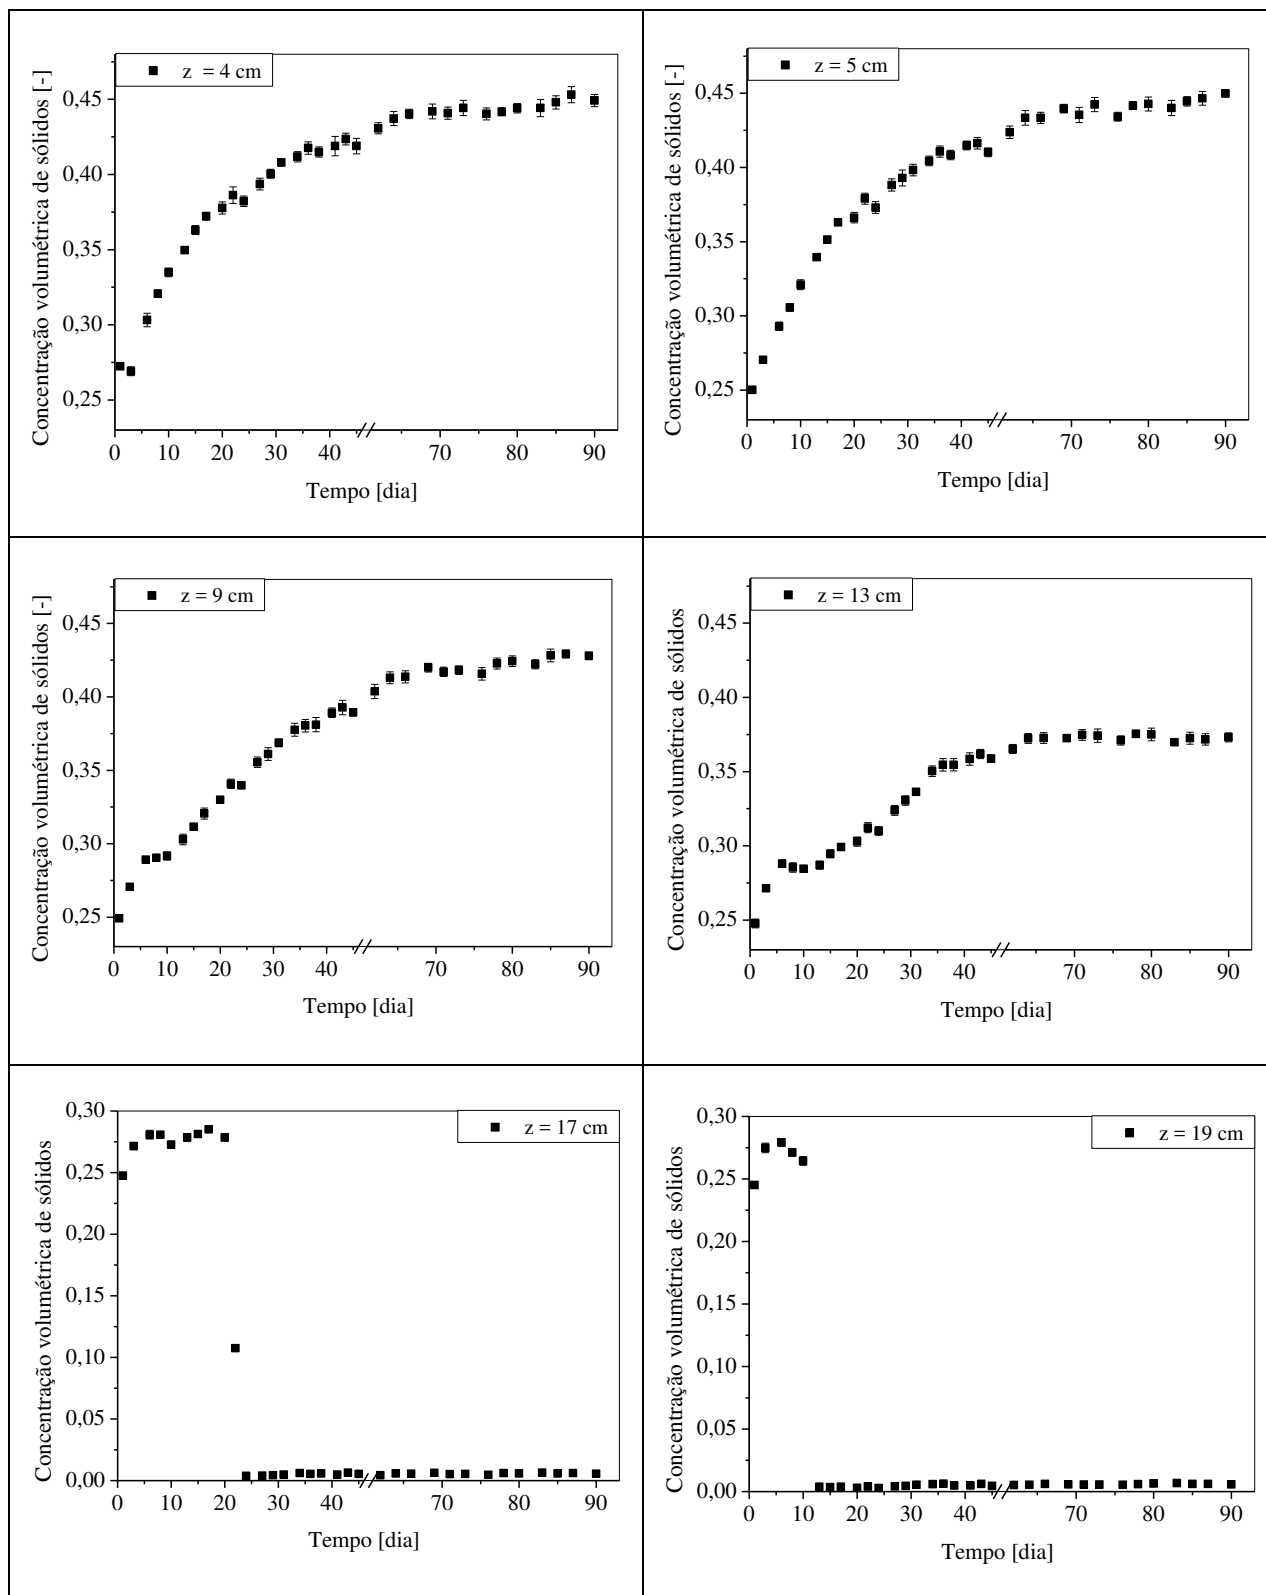 z = 4 cm
Concentração volumétrica de sólidos [-]
0,45
0,40
0,35
0,30
0,25
0 10 20 30 40 70 80 90
Tempo [dia]
z = 5 cm
Concentração volumétrica de sólidos [-]
0,45
0,40
0,35
0,30
0,25
0 10 20 30 40 70 80 90
Tempo [dia]
z = 9 cm
Concentração volumétrica de sólidos [-]
0,45
0,40
0,35
0,30
0,25
0 10 20 30 40 70 80 90
Tempo [dia]
z = 13 cm
Concentração volumétrica de sólidos
0,45
0,40
0,35
0,30
0,25
0 10 20 30 40 70 80 90
Tempo [dia]
z = 17 cm
Concentração volumétrica de sólidos
0,30
0,25
0,20
0,15
0,10
0,05
0,00
0 10 20 30 40 70 80 90
Tempo [dia]
z = 19 cm
Concentração volumétrica de sólidos
0,30
0,25
0,20
0,15
0,10
0,05
0,00
0 10 20 30 40 70 80 90
Tempo [dia]